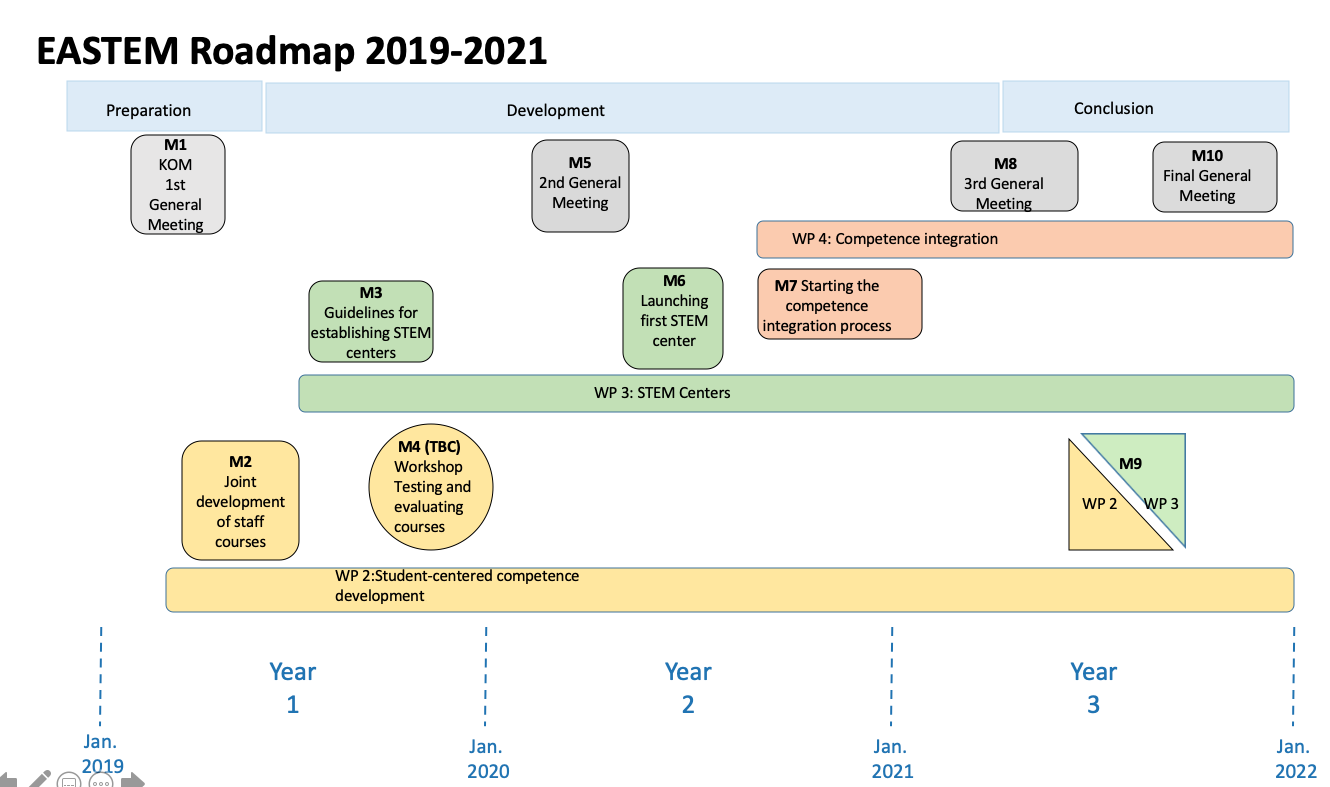 EASTEM Roadmap 2019-2021
Preparation
Development
Conclusion
M1
KOM
1st
General
Meeting
M5
2nd General
Meeting
M8
3rd General
Meeting
M10
Final General
Meeting
WP 4: Competence integration
M3
Guidelines for
establishing STEM
centers
M6
Launching
first STEM
center
M7 Starting the
competence
integration process
WP 3: STEM Centers
M2
Joint
development
of staff
courses
M4 (TBC)
Workshop
Testing and
evaluating
courses
M9
WP 2
WP 3
WP 2:Student-centered competence
development
Year
1
Year
2
Year
3
Jan.
2019
Jan.
2020
Jan.
2021
Jan.
2022